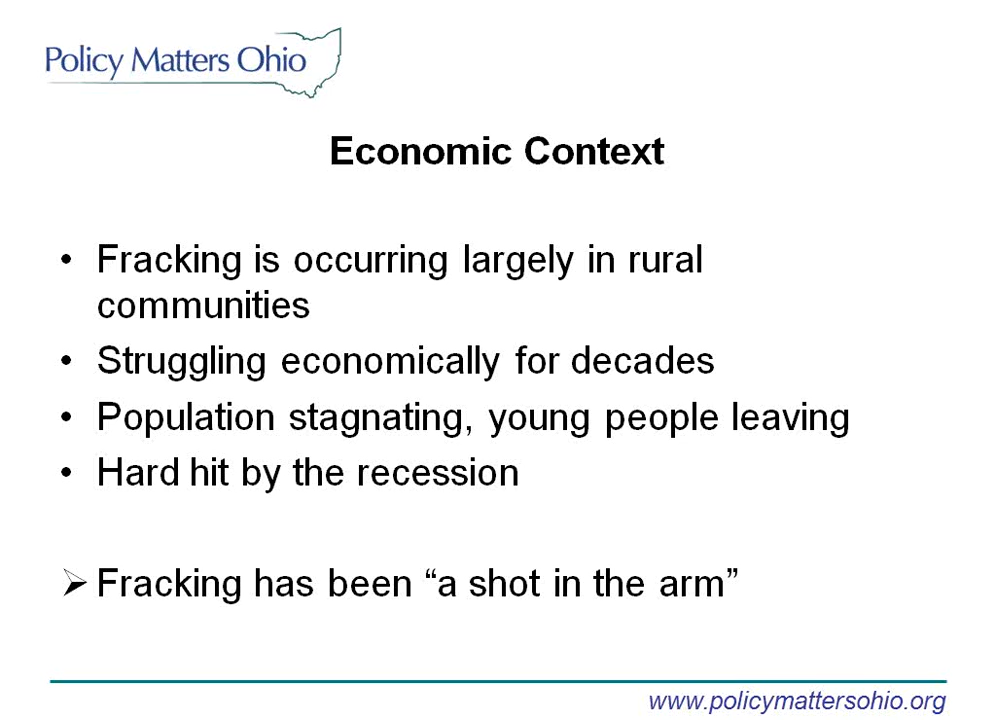 Policy Matters Ohio
Economic Context
• Fracking is occurring largely in rural
communities
• Struggling economically for decades
• Population stagnating, young people leaving
• Hard hit by the recession
➢ Fracking has been “a shot in the arm”
www.policymattersohio.org